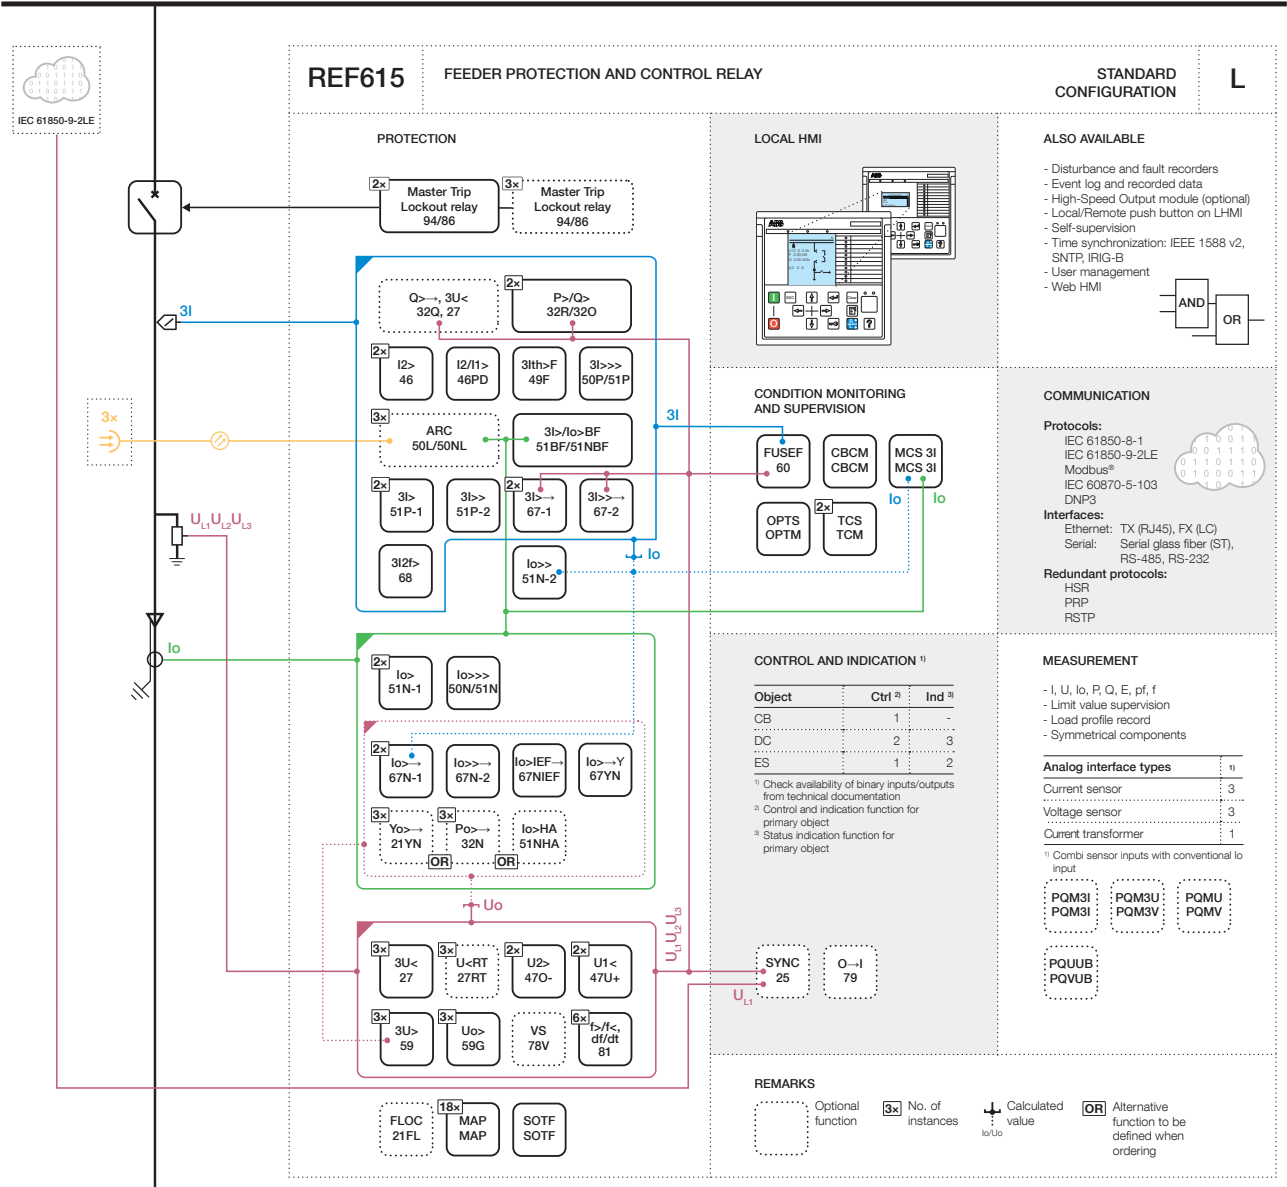 IEC 61850-9-2LE
REF615
FEEDER PROTECTION AND CONTROL RELAY
STANDARD
CONFIGURATION
L
PROTECTION
2×
Master Trip
Lockout relay
94/86
3×
Master Trip
Lockout relay
94/86
3I
Q>→, 3U<
32Q, 27
2×
P>/Q>
32R/32O
2×
I2>
46
I2/I1>
46PD
3Ith>F
49F
3I>>>
50P/51P
3×
3×
ARC
50L/50NL
3I>/Io>BF
51BF/51NBF
3I
2×
3I>
51P-1
3I>>
51P-2
2×
3I>→
67-1
3I>>→
67-2
UL1UL2UL3
3I2f>
68
Io>>
51N-2
Io
Io
2×
Io>
51N-1
Io>>>
50N/51N
2×
Io>→
67N-1
Io>>→
67N-2
Io>IEF→
67NIEF
Io>→Y
67YN
3×
Yo>→
21YN
OR
3×
Po>→
32N
OR
Io>HA
51NHA
Uo
UL1UL2UL3
3×
3U<
27
3×
U<RT
27RT
2×
U2>
47O-
2×
U1<
47U+
3×
3U>
59
3×
Uo>
59G
VS
78V
6×
f>/f<,
df/dt
81
FLOC
21FL
18×
MAP
MAP
SOTF
SOTF
LOCAL HMI
ABB
ABB
CONDITION MONITORING
AND SUPERVISION
FUSEF
60
CBCM
CBCM
MCS 3I
MCS 3I
Io
Io
OPTS
OPTM
2×
TCS
TCM
CONTROL AND INDICATION 1)
Object Ctrl 2) Ind 3)
CB 1 -
DC 2 3
ES 1 2
1) Check availability of binary inputs/outputs
from technical documentation
2) Control and indication function for
primary object
3) Status indication function for
primary object
SYNC
25
O→I
79
UL1
ALSO AVAILABLE
- Disturbance and fault recorders
- Event log and recorded data
- High-Speed Output module (optional)
- Local/Remote push button on LHMI
- Self-supervision
- Time synchronization: IEEE 1588 v2,
SNTP, IRIG-B
- User management
- Web HMI
AND
OR
COMMUNICATION
Protocols:
IEC 61850-8-1
IEC 61850-9-2LE
Modbus®
IEC 60870-5-103
DNP3
Interfaces:
Ethernet: TX (RJ45), FX (LC)
Serial: Serial glass fiber (ST),
RS-485, RS-232
Redundant protocols:
HSR
PRP
RSTP
MEASUREMENT
- I, U, Io, P, Q, E, pf, f
- Limit value supervision
- Load profile record
- Symmetrical components
Analog interface types 1)
Current sensor 3
Voltage sensor 3
Current transformer 1
1) Combi sensor inputs with conventional Io
input
PQM3I
PQM3I
PQM3U
PQM3V
PQMU
PQMV
PQUUB
PQVUB
REMARKS
Optional
function
3×
No. of
instances
Io/Uo
Calculated
value
OR
Alternative
function to be
defined when
ordering